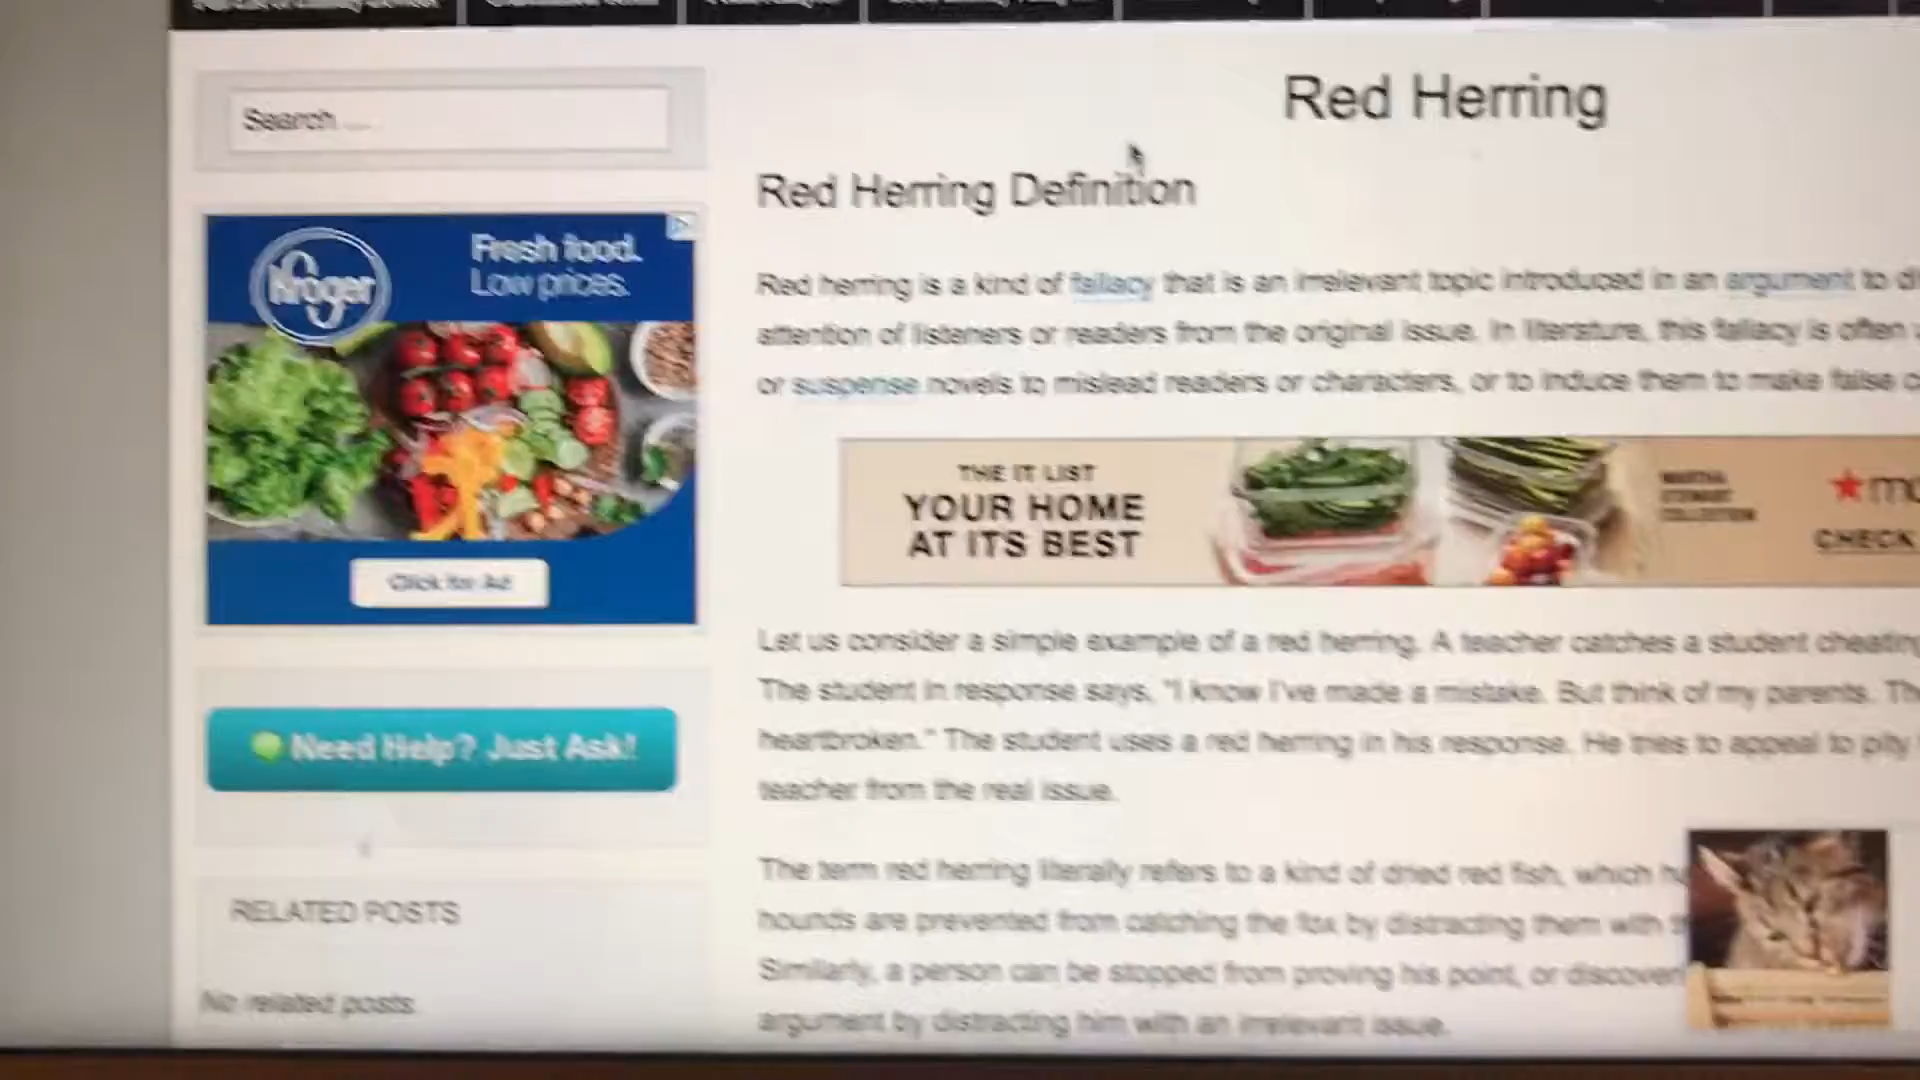 Search
Red Herring
Red Herring Definition
Kroger
Fresh food.
Low prices.
Click for Ad
Red herring is a kind of fallacy that is an irrelevant topic introduced in an argument to
attention of listeners or readers from the original issue. In literature, this fallacy is often
or suspense novels to mislead readers or characters, or to induce them to make false
THE IT LIST
YOUR HOME
AT ITS BEST
MARTHA
STEWART
COLLECTION
CHECK
Let us consider a simple example of a red herring. A teacher catches a student cheating
The student in response says, "I know I've made a mistake. But think of my parents.
heartbroken." The student uses a red herring in his response. He tries to appeal to pity
teacher from the real issue.
Need Help? Just Ask!
The term red herring literally refers to a kind of dried red fish, which
hounds are prevented from catching the fox by distracting them with
Similarly, a person can be stopped from proving his point, or
argument by distracting him with an irrelevant issue.
RELATED POSTS
No related posts.